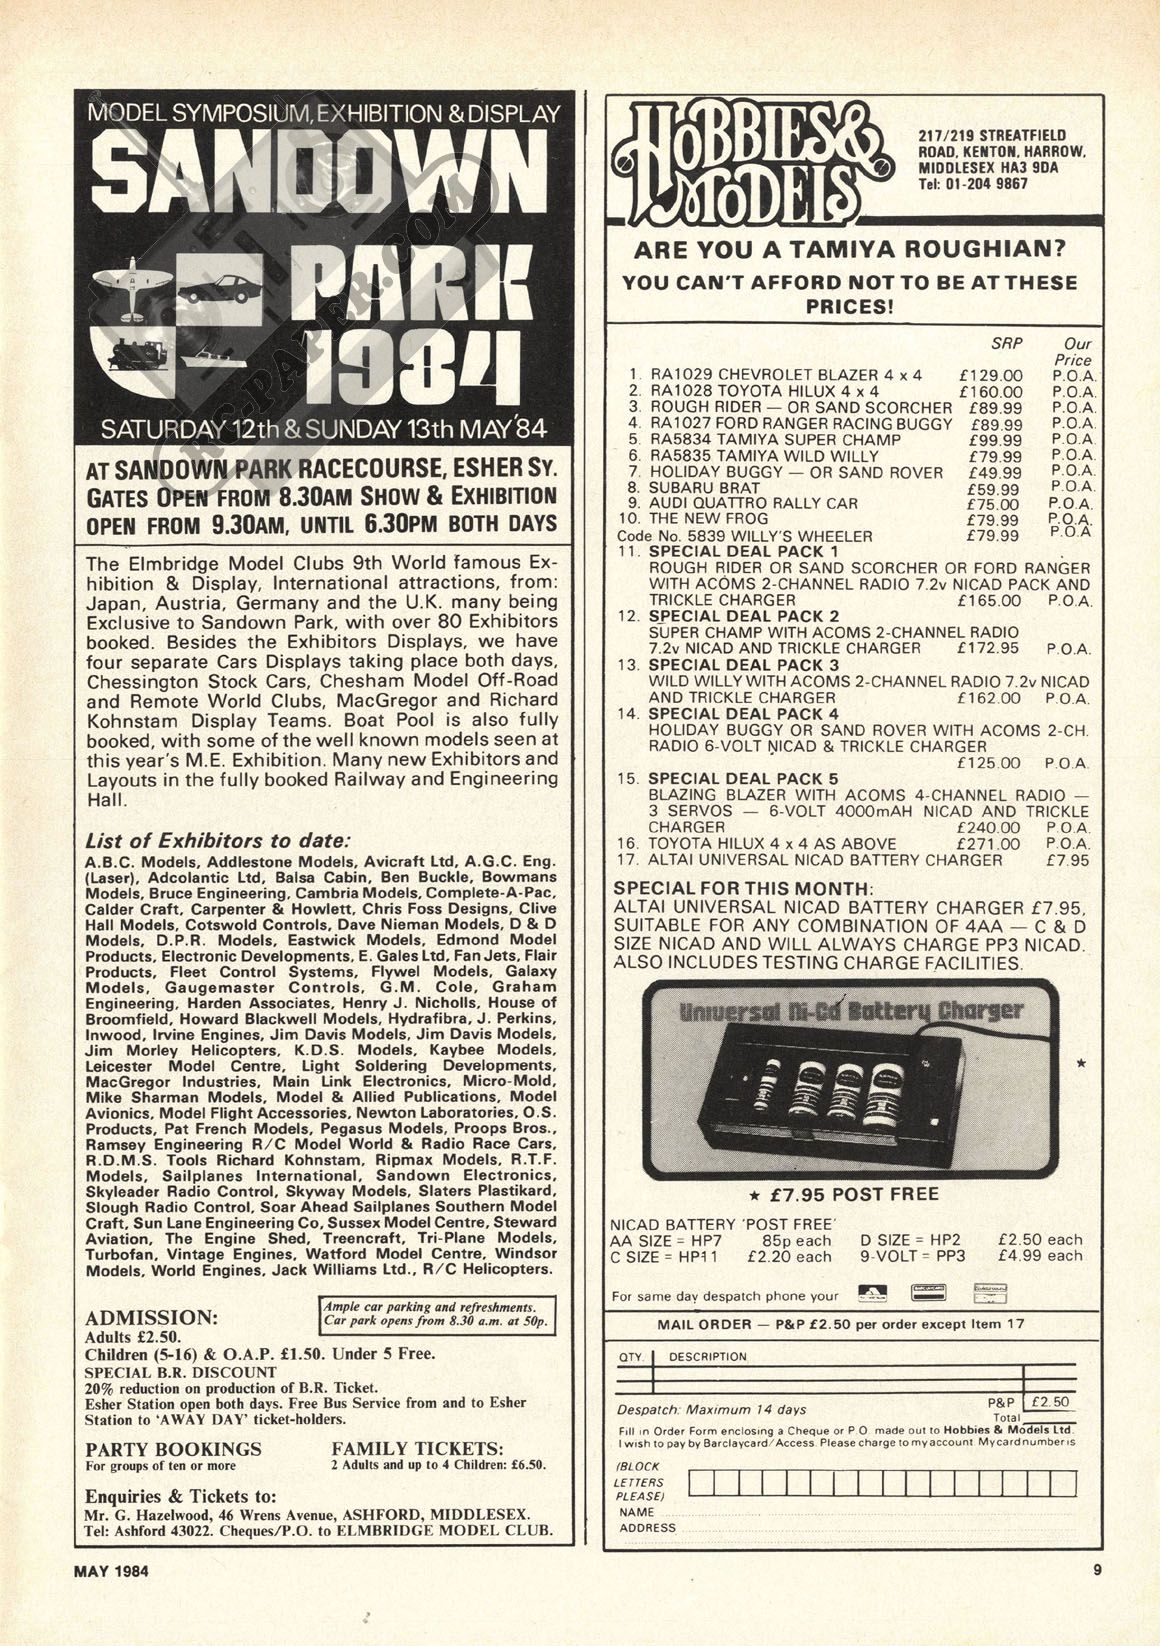 MODEL SYMPOSIUM, EXHIBITION & DISPLAY
SANDOWN
PARK
1984
SATURDAY 12th & SUNDAY 13th MAY '84
RC-PAPER.COM
AT SANDOWN PARK RACECOURSE, ESHER SY.
GATES OPEN FROM 8.30AM SHOW & EXHIBITION
OPEN FROM 9.30AM, UNTIL 6.30PM BOTH DAYS
The Elmbridge Model Clubs 9th World famous Ex-
hibition & Display, International attractions, from:
Japan, Austria, Germany and the U.K. many being
Exclusive to Sandown Park, with over 80 Exhibitors
booked. Besides the Exhibitors Displays, we have
four separate Cars Displays taking place both days,
Chessington Stock Cars, Chesham Model Off-Road
and Remote World Clubs, MacGregor and Richard
Kohnstam Display Teams. Boat Pool is also fully
booked, with some of the well known models seen at
this year's M.E. Exhibition. Many new Exhibitors and
Layouts in the fully booked Railway and Engineering
Hall.
List of Exhibitors to date:
A.B.C. Models, Addlestone Models, Avicraft Ltd, A.G.C. Eng.
(Laser), Adcolantic Ltd, Balsa Cabin, Ben Buckle, Bowmans
Models, Bruce Engineering, Cambria Models, Complete-A-Pac,
Calder Craft, Carpenter & Howlett, Chris Foss Designs, Clive
Hall Models, Cotswold Controls, Dave Nieman Models, D & D
Models, D.P.R. Models, Eastwick Models, Edmond Model
Products, Electronic Developments, E. Gales Ltd, Fan Jets, Flair
Products, Fleet Control Systems, Flywel Models, Galaxy
Models, Gaugemaster Controls, G.M. Cole, Graham
Engineering, Harden Associates, Henry J. Nicholls, House of
Broomfield, Howard Blackwell Models, Hydrafibra, J. Perkins,
Inwood, Irvine Engines, Jim Davis Models, Jim Davis Models,
Jim Morley Helicopters, K.D.S. Models, Kaybee Models,
Leicester Model Centre, Light Soldering Developments,
MacGregor Industries, Main Link Electronics, Micro-Mold,
Mike Sharman Models, Model & Allied Publications, Model
Avionics, Model Flight Accessories, Newton Laboratories, O.S.
Products, Pat French Models, Pegasus Models, Proops Bros.,
Ramsey Engineering R/C Model World & Radio Race Cars,
R.D.M.S. Tools Richard Kohnstam, Ripmax Models, R.T.F.
Models, Sailplanes International, Sandown Electronics,
Skyleader Radio Control, Skyway Models, Slaters Plastikard,
Slough Radio Control, Soar Ahead Sailplanes Southern Model
Craft, Sun Lane Engineering Co, Sussex Model Centre, Steward
Aviation, The Engine Shed, Treencraft, Tri-Plane Models,
Turbofan, Vintage Engines, Watford Model Centre, Windsor
Models, World Engines, Jack Williams Ltd., R/C Helicopters.
ADMISSION:
Adults £2.50.
Ample car parking and refreshments.
Car park opens from 8.30 a.m. at 50p.
Children (5-16) & O.A.P. £1.50. Under 5 Free.
SPECIAL B.R. DISCOUNT
20% reduction on production of B.R. Ticket.
Esher Station open both days. Free Bus Service from and to Esher
Station to 'AWAY DAY' ticket-holders.
PARTY BOOKINGS
For groups of ten or more
FAMILY TICKETS:
2 Adults and up to 4 Children: £6.50.
Enquiries & Tickets to:
Mr. G. Hazelwood, 46 Wrens Avenue, ASHFORD, MIDDLESEX.
Tel: Ashford 43022. Cheques/P.O. to ELMBRIDGE MODEL CLUB.
HOBBIES &
MODELS
217/219 STREATFIELD
ROAD, KENTON, HARROW,
MIDDLESEX HA3 9DA
Tel: 01-204 9867
ARE YOU A TAMIYA ROUGHIAN?
YOU CAN'T AFFORD NOT TO BE AT THESE
PRICES!
SRP Our
Price
1. RA1029 CHEVROLET BLAZER 4 x 4 £129.00 P.O.A.
2. RA1028 TOYOTA HILUX 4 x 4 £160.00 P.O.A.
3. ROUGH RIDER — OR SAND SCORCHER £89.99 P.O.A.
4. RA1027 FORD RANGER RACING BUGGY £89.99 P.O.A.
5. RA5834 TAMIYA SUPER CHAMP £99.99 P.O.A.
6. RA5835 TAMIYA WILD WILLY £79.99 P.O.A.
7. HOLIDAY BUGGY — OR SAND ROVER £49.99 P.O.A.
8. SUBARU BRAT £59.99 P.O.A.
9. AUDI QUATTRO RALLY CAR £75.00 P.O.A.
10. THE NEW FROG £79.99 P.O.A.
Code No. 5839 WILLY'S WHEELER £79.99 P.O.A
11. SPECIAL DEAL PACK 1
ROUGH RIDER OR SAND SCORCHER OR FORD RANGER
WITH ACOMS 2-CHANNEL RADIO 7.2v NICAD PACK AND
TRICKLE CHARGER £165.00 P.O.A.
12. SPECIAL DEAL PACK 2
SUPER CHAMP WITH ACOMS 2-CHANNEL RADIO
7.2v NICAD AND TRICKLE CHARGER £172.95 P.O.A.
13. SPECIAL DEAL PACK 3
WILD WILLY WITH ACOMS 2-CHANNEL RADIO 7.2v NICAD
AND TRICKLE CHARGER £162.00 P.O.A.
14. SPECIAL DEAL PACK 4
HOLIDAY BUGGY OR SAND ROVER WITH ACOMS 2-CH.
RADIO 6-VOLT NICAD & TRICKLE CHARGER
£125.00 P.O.A.
15. SPECIAL DEAL PACK 5
BLAZING BLAZER WITH ACOMS 4-CHANNEL RADIO —
3 SERVOS — 6-VOLT 4000mAH NICAD AND TRICKLE
CHARGER £240.00 P.O.A.
16. TOYOTA HILUX 4 x 4 AS ABOVE £271.00 P.O.A.
17. ALTAI UNIVERSAL NICAD BATTERY CHARGER £7.95
SPECIAL FOR THIS MONTH:
ALTAI UNIVERSAL NICAD BATTERY CHARGER £7.95,
SUITABLE FOR ANY COMBINATION OF 4AA — C & D
SIZE NICAD AND WILL ALWAYS CHARGE PP3 NICAD.
ALSO INCLUDES TESTING CHARGE FACILITIES.
Universal Ni-Cd Battery Charger
★
★ £7.95 POST FREE
NICAD BATTERY 'POST FREE'
AA SIZE = HP7 85p each D SIZE = HP2 £2.50 each
C SIZE = HP11 £2.20 each 9-VOLT = PP3 £4.99 each
For same day despatch phone your
MAIL ORDER — P&P £2.50 per order except Item 17
QTY. DESCRIPTION
P&P £2.50
Despatch: Maximum 14 days
Total
Fill in Order Form enclosing a Cheque or P.O. made out to Hobbies & Models Ltd.
I wish to pay by Barclaycard/Access. Please charge to my account. My card number is
(BLOCK
LETTERS
PLEASE)
NAME
ADDRESS
MAY 1984
9